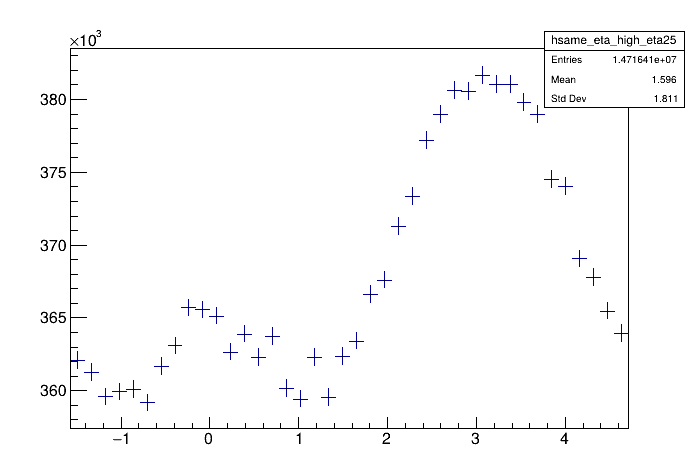 ×10³
hsame_eta_high_eta25
Entries 1.471641e+07
Mean 1.596
Std Dev 1.811
380
375
370
365
360
−1 0 1 2 3 4